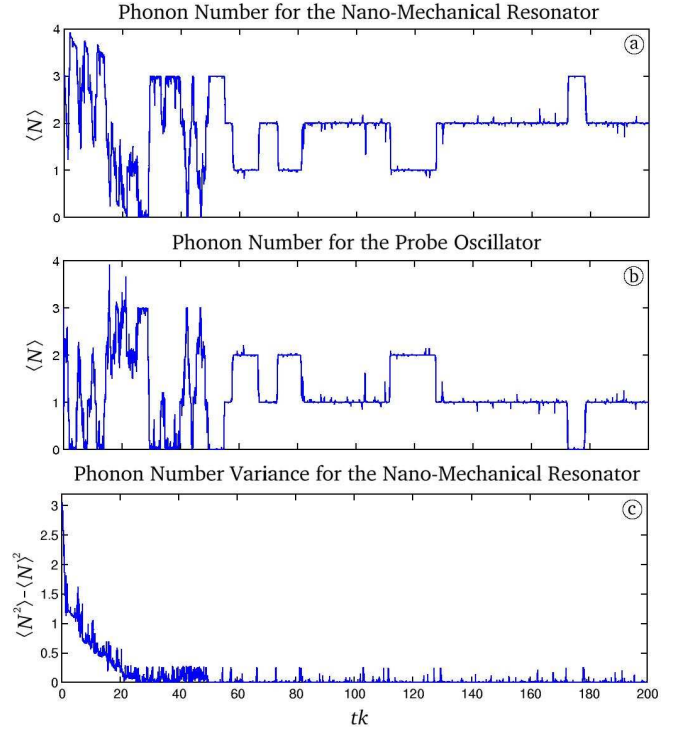 Phonon Number for the Nano-Mechanical Resonator
4
3
2
1
0
⟨N⟩
a
Phonon Number for the Probe Oscillator
4
3
2
1
0
⟨N⟩
b
Phonon Number Variance for the Nano-Mechanical Resonator
3
2.5
2
1.5
1
0.5
0
⟨N²⟩-⟨N⟩²
c
0 20 40 60 80 100 120 140 160 180 200
tk